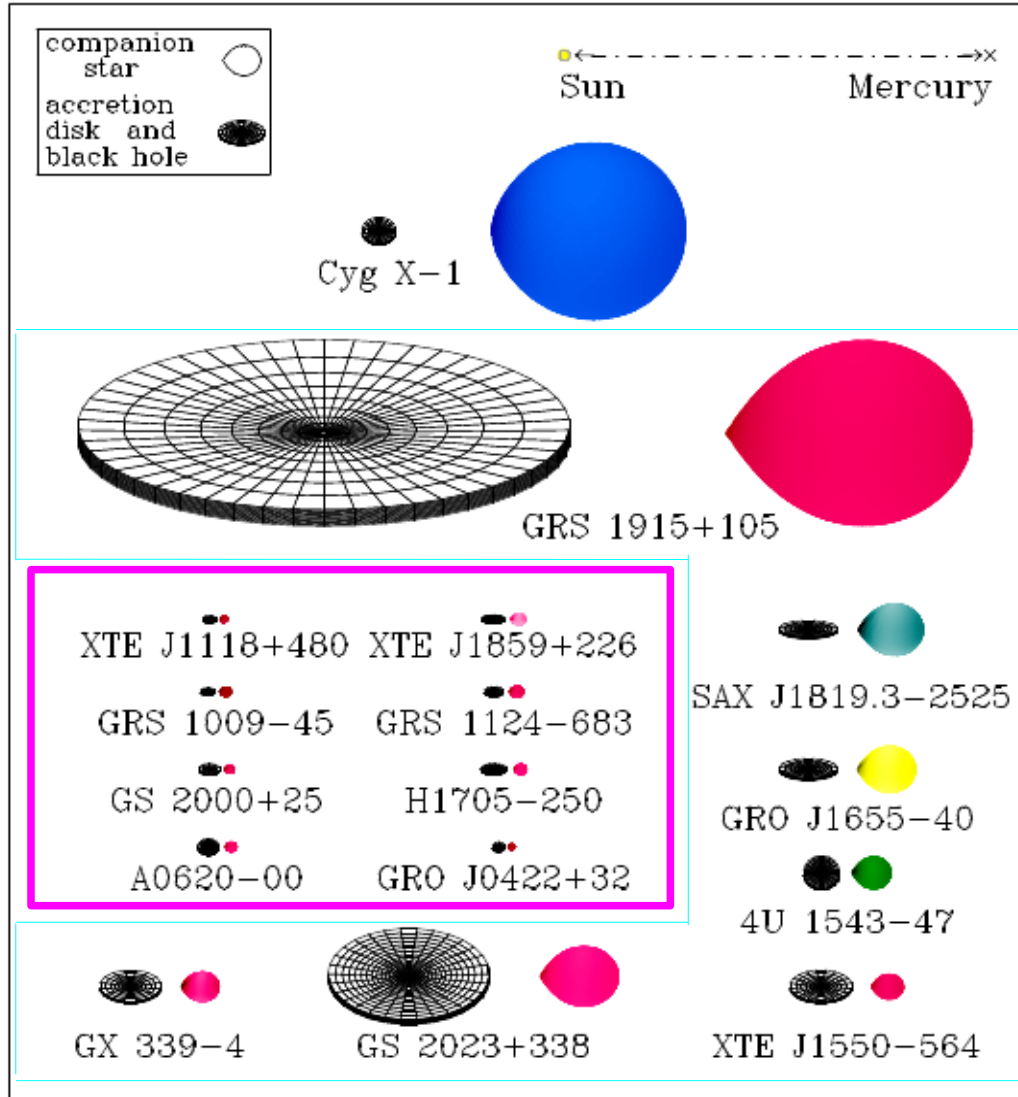 companion
star
accretion
disk and
black hole
Sun Mercury
Cyg X-1
GRS 1915+105
XTE J1118+480 XTE J1859+226
GRS 1009-45 GRS 1124-683
SAX J1819.3-2525
GS 2000+25 H1705-250
GRO J1655-40
A0620-00 GRO J0422+32
4U 1543-47
GX 339-4 GS 2023+338 XTE J1550-564